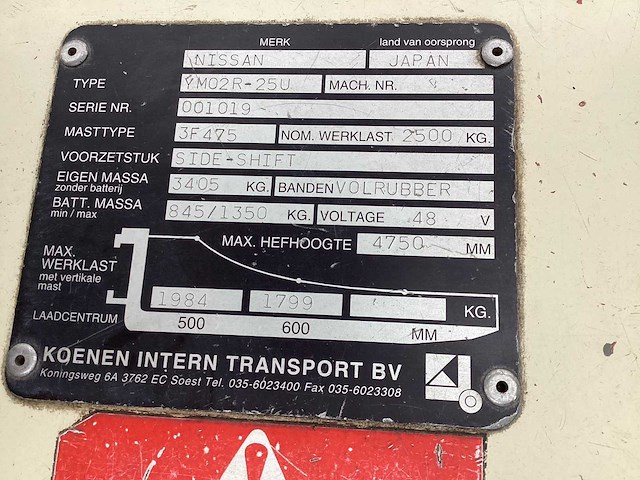 MERK land van oorsprong
NISSAN JAPAN
TYPE YM02R-25U MACH. NR.
SERIE NR. 001019
MASTTYPE 3F475 NOM. WERKLAST 2500 KG.
VOORZETSTUK SIDE-SHIFT
EIGEN MASSA
zonder batterij 3405 KG. BANDEN VOLRUBBER
BATT. MASSA
min / max 845/1350 KG. VOLTAGE 48 V
MAX. HEFHOOGTE 4750 MM
MAX.
WERKLAST
met vertikale
mast
1984 1799 KG.
LAADCENTRUM 500 600 MM
KOENEN INTERN TRANSPORT BV
Koningsweg 6A 3762 EC Soest Tel. 035-6023400 Fax 035-6023308